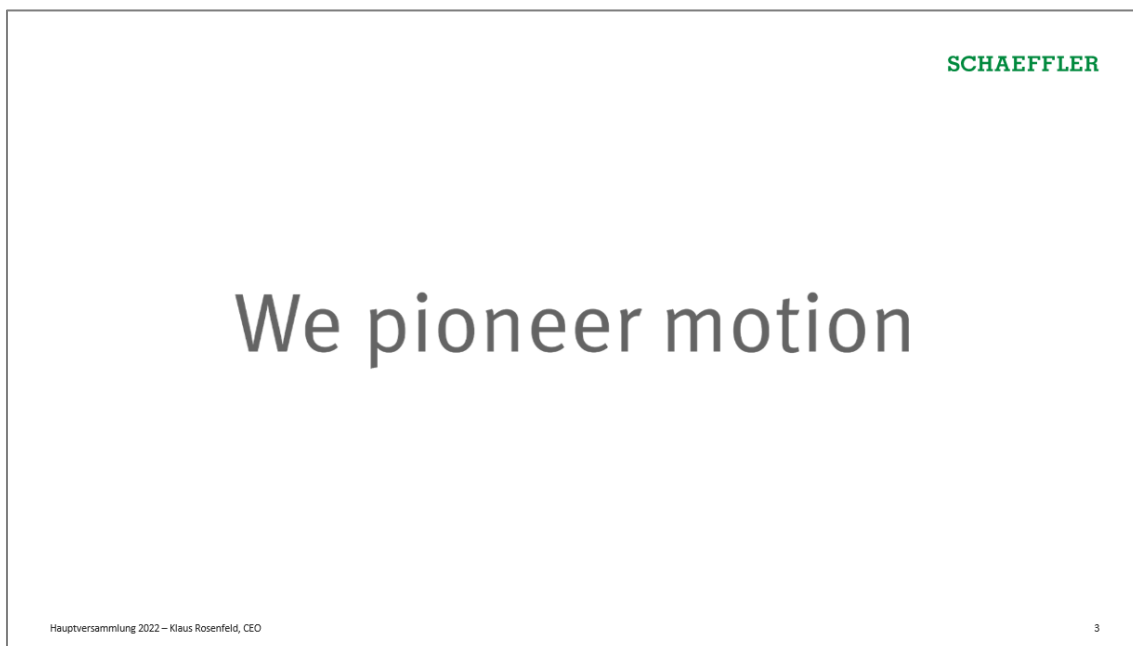 SCHAEFFLER
We pioneer motion
Hauptversammlung 2022 – Klaus Rosenfeld, CEO
3